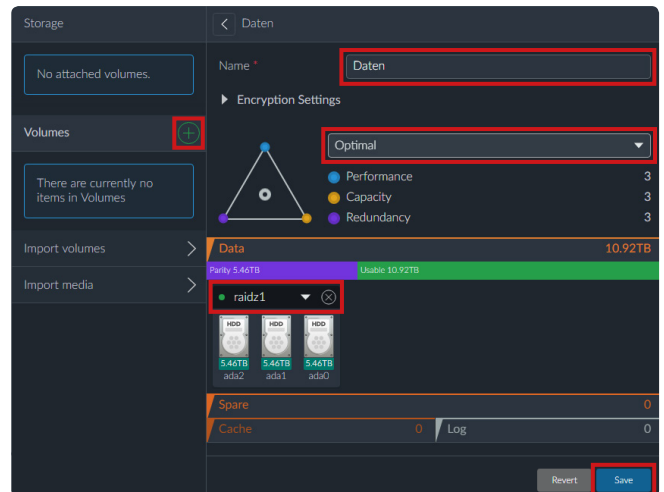 Storage
Daten
No attached volumes.
Name *
Daten
Encryption Settings
Volumes
Optimal
Performance 3
Capacity 3
Redundancy 3
There are currently no
items in Volumes
Import volumes
Import media
Data 10.92TB
Parity 5.46TB Usable 10.92TB
raidz1
HDD HDD HDD
5.46TB 5.46TB 5.46TB
ada2 ada1 ada0
Spare 0
Cache 0 Log 0
Revert Save